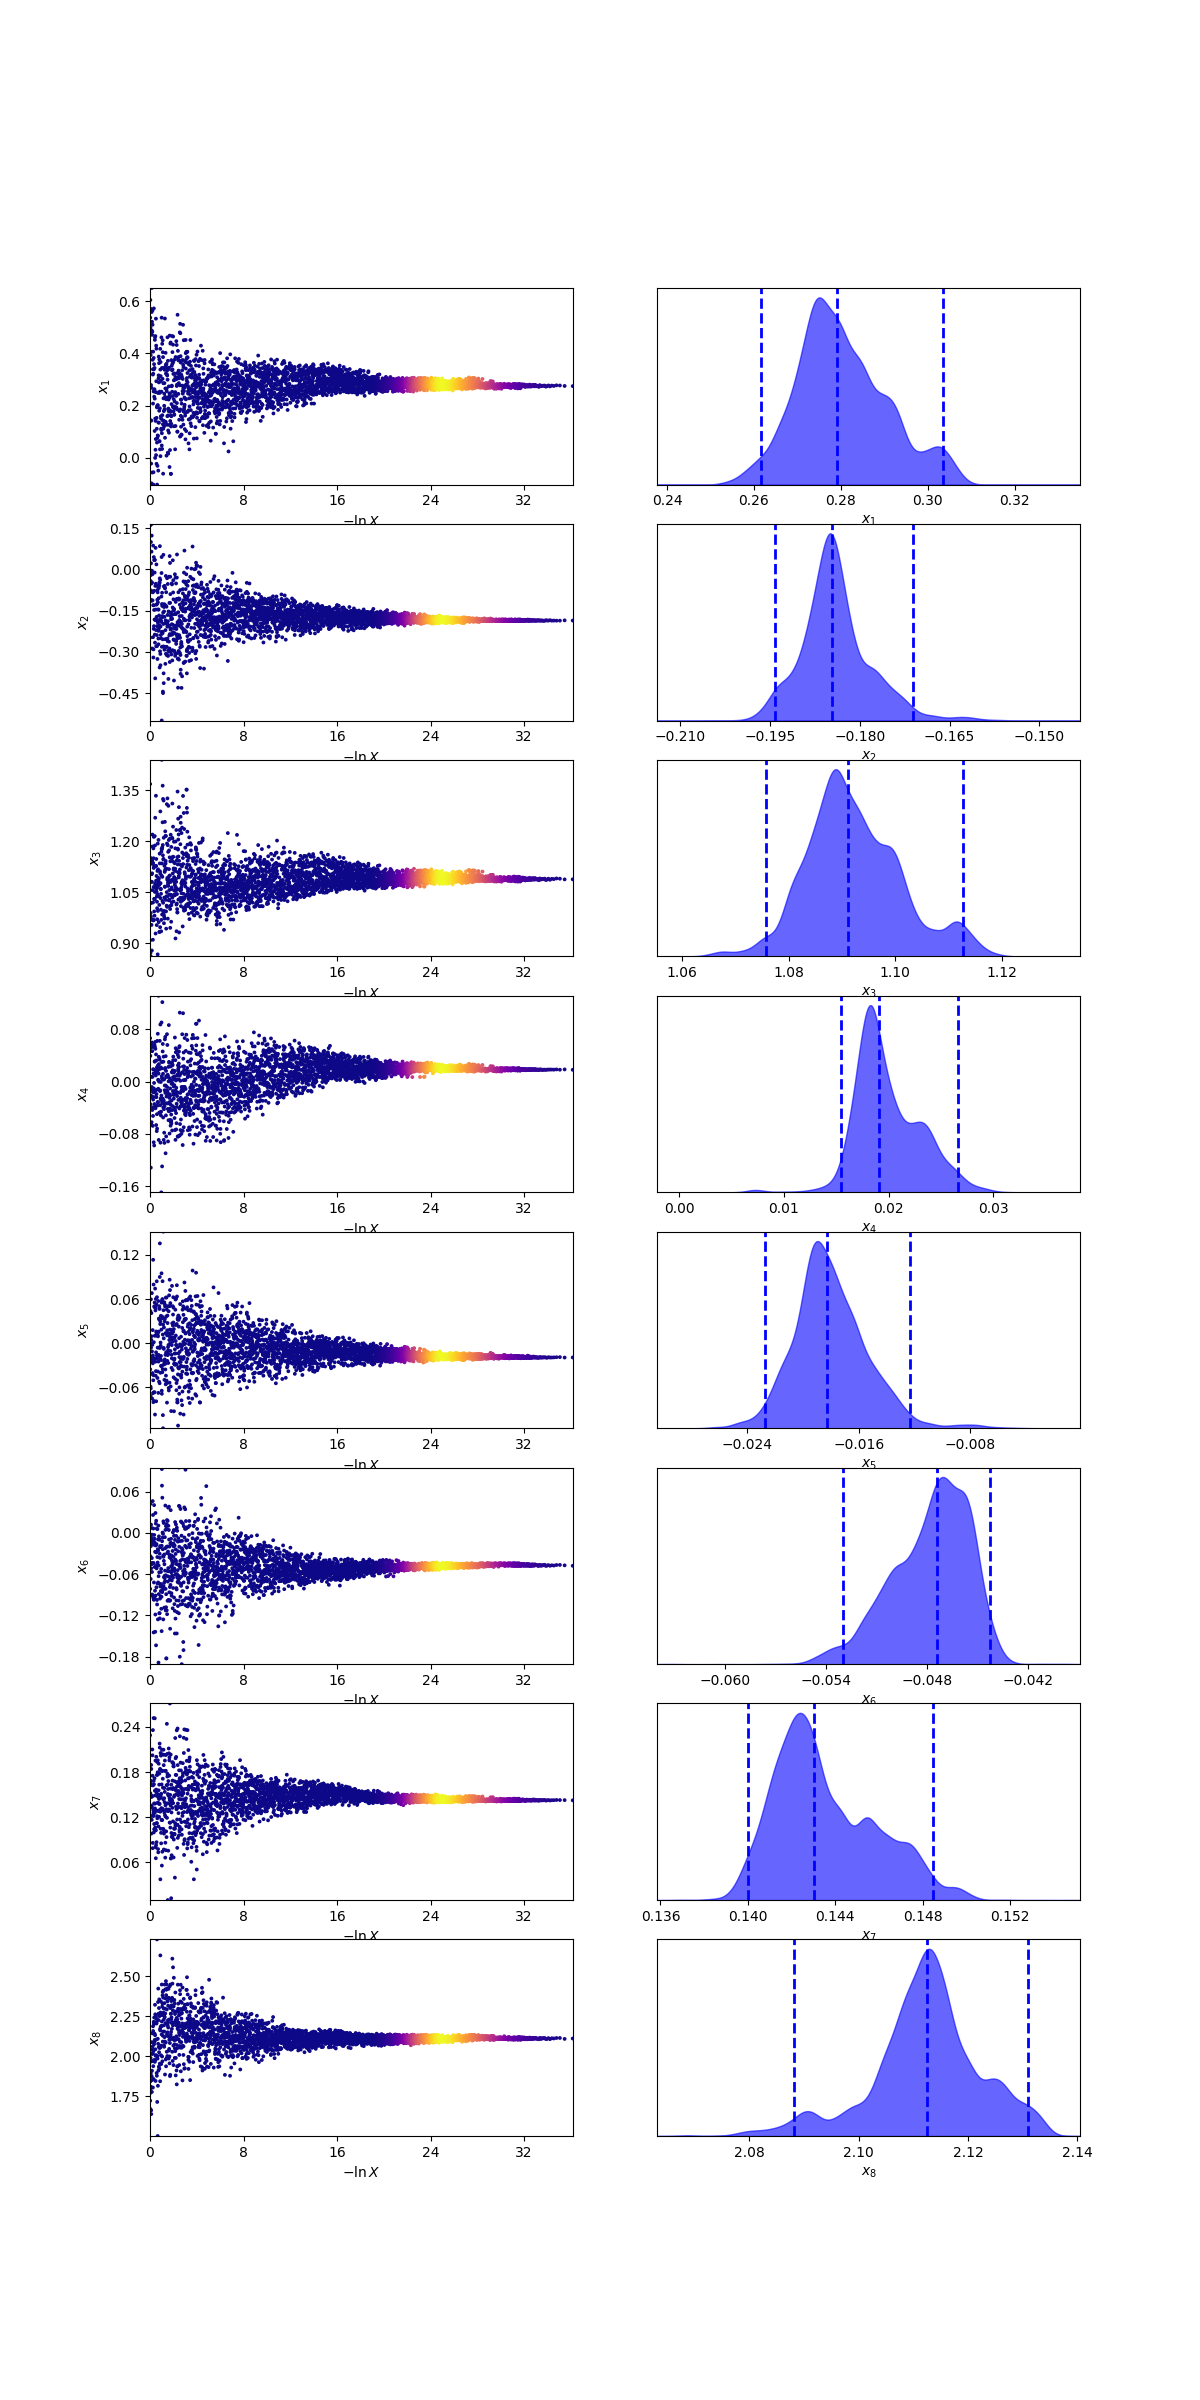 0.6
0.4
0.2
0.0
x₁
0 8 16 24 32
−ln X
0.24 0.26 0.28 0.30 0.32
x₁
0.15
0.00
−0.15
−0.30
−0.45
x₂
0 8 16 24 32
−ln X
−0.210 −0.195 −0.180 −0.165 −0.150
x₂
1.35
1.20
1.05
0.90
x₃
0 8 16 24 32
−ln X
1.06 1.08 1.10 1.12
x₃
0.08
0.00
−0.08
−0.16
x₄
0 8 16 24 32
−ln X
0.00 0.01 0.02 0.03
x₄
0.12
0.06
0.00
−0.06
x₅
0 8 16 24 32
−ln X
−0.024 −0.016 −0.008
x₅
0.06
0.00
−0.06
−0.12
−0.18
x₆
0 8 16 24 32
−ln X
−0.060 −0.054 −0.048 −0.042
x₆
0.24
0.18
0.12
0.06
x₇
0 8 16 24 32
−ln X
0.136 0.140 0.144 0.148 0.152
x₇
2.50
2.25
2.00
1.75
x₈
0 8 16 24 32
−ln X
2.08 2.10 2.12 2.14
x₈